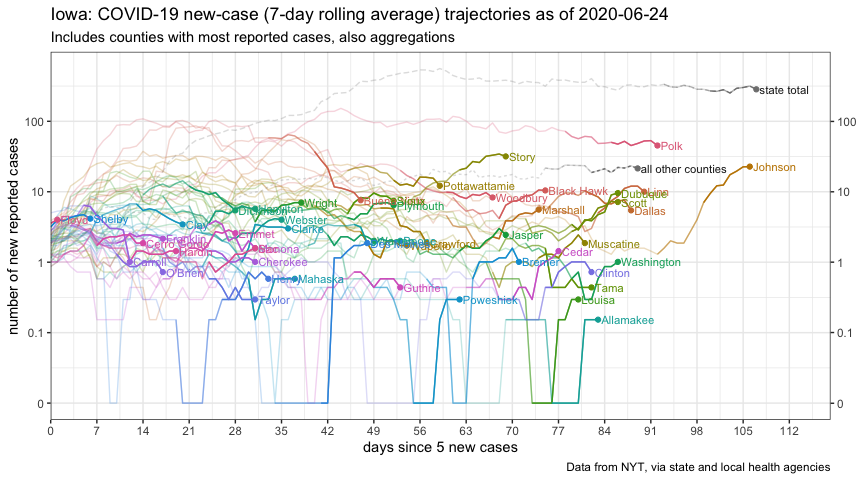 Iowa: COVID-19 new-case (7-day rolling average) trajectories as of 2020-06-24
Includes counties with most reported cases, also aggregations
number of new reported cases
100
10
1
0.1
0
100
10
1
0.1
0
state total
Polk
Story
all other counties
Johnson
Pottawattamie
Black Hawk
Linn
Woodbury
Dubuque
Scott
Wright
Plymouth
Marshall
Dallas
Floyd
Shelby
Clay
Dickinson
Hamilton
Webster
Clarke
Franklin
Emmet
Jasper
Cerro Gordo
Hardin
Monona
Crawford
Muscatine
Cedar
Carroll
Cherokee
Bremer
Washington
O'Brien
Clinton
Mahaska
Guthrie
Tama
Taylor
Poweshiek
Louisa
Allamakee
0 7 14 21 28 35 42 49 56 63 70 77 84 91 98 105 112
days since 5 new cases
Data from NYT, via state and local health agencies